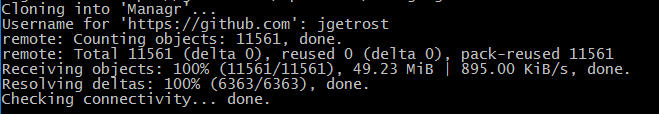 Cloning into 'Managr'...
Username for 'https://github.com': jgetrost
remote: Counting objects: 11561, done.
remote: Total 11561 (delta 0), reused 0 (delta 0), pack-reused 11561
Receiving objects: 100% (11561/11561), 49.23 MiB | 895.00 KiB/s, done.
Resolving deltas: 100% (6363/6363), done.
Checking connectivity... done.